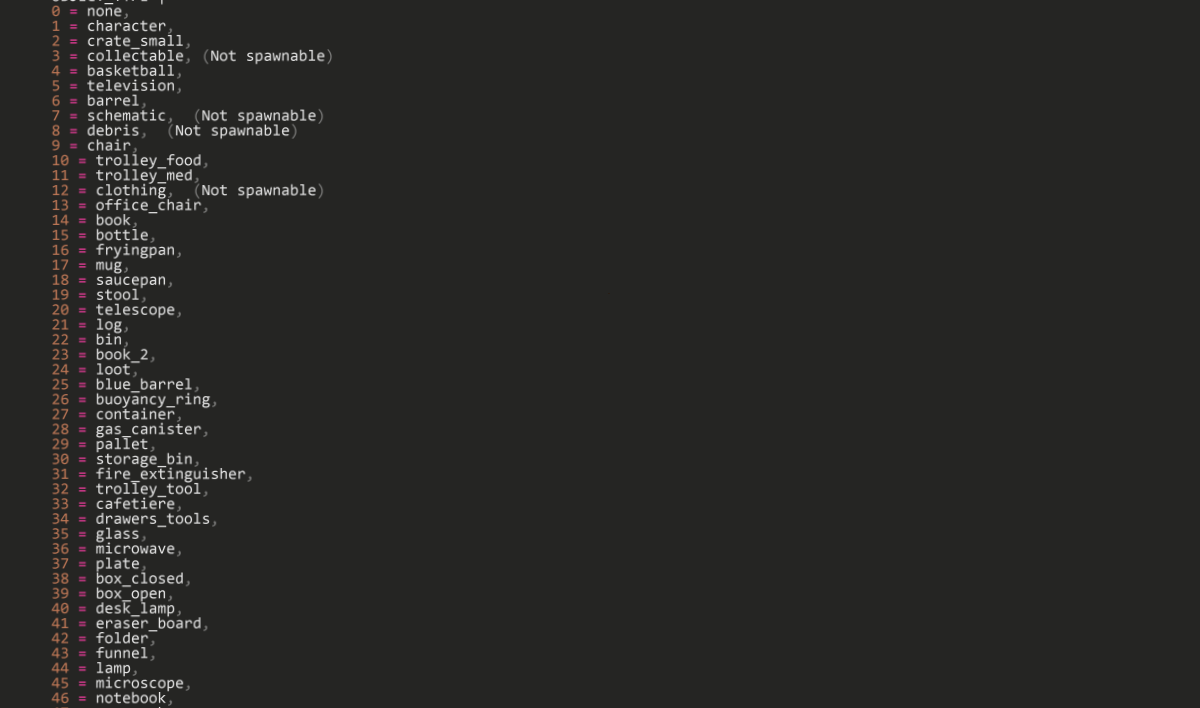 0 = none,
1 = character,
2 = crate_small,
3 = collectable, (Not spawnable)
4 = basketball,
5 = television,
6 = barrel,
7 = schematic,  (Not spawnable)
8 = debris,  (Not spawnable)
9 = chair,
10 = trolley_food,
11 = trolley_med,
12 = clothing,  (Not spawnable)
13 = office_chair,
14 = book,
15 = bottle,
16 = fryingpan,
17 = mug,
18 = saucepan,
19 = stool,
20 = telescope,
21 = log,
22 = bin,
23 = book_2,
24 = loot,
25 = blue_barrel,
26 = buoyancy_ring,
27 = container,
28 = gas_canister,
29 = pallet,
30 = storage_bin,
31 = fire_extinguisher,
32 = trolley_tool,
33 = cafetiere,
34 = drawers_tools,
35 = glass,
36 = microwave,
37 = plate,
38 = box_closed,
39 = box_open,
40 = desk_lamp,
41 = eraser_board,
42 = folder,
43 = funnel,
44 = lamp,
45 = microscope,
46 = notebook,